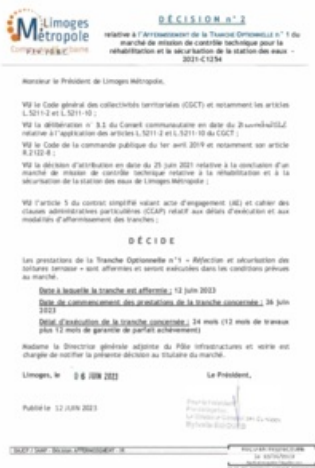 Limoges
Métropole
DÉCISION n° 2
relative à l'AFFERMISSEMENT de la TRANCHE OPTIONNELLE n° 1 du
marché de mission de contrôle technique pour la
réhabilitation et la sécurisation de la station des eaux -
2021-C1254
Monsieur le Président de Limoges Métropole,
VU le Code général des collectivités territoriales (CGCT) et notamment les articles
L.5211-2 et L.5211-10 ;
VU la délibération n° 3.1 du Conseil communautaire en date du
relative à l'application des articles L.5211-2 et L.5211-10 du CGCT ;
VU le Code de la commande publique du 1er avril 2019 et notamment son article
R.2122-8 ;
VU la décision d'attribution en date du 25 juin 2021 relative à la conclusion d'un
marché de mission de contrôle technique relative à la réhabilitation et à la
sécurisation de la station des eaux de Limoges Métropole ;
VU l'article 5 du contrat simplifié valant acte d'engagement (AE) et cahier des
clauses administratives particulières (CCAP) relatif aux délais d'exécution et aux
modalités d'affermissement des tranches ;
DÉCIDE
Les prestations de la Tranche Optionnelle n°1 « Réfection et sécurisation des
toitures terrasse » sont affermies et seront exécutées dans les conditions prévues
au marché.
Date à laquelle la tranche est affermie : 12 juin 2023
Date de commencement des prestations de la tranche concernée : 26 juin
2023
Délai d'exécution de la tranche concernée : 24 mois (12 mois de travaux
plus 12 mois de garantie de parfait achèvement)
Madame la Directrice générale adjointe du Pôle Infrastructures et voirie est
chargée de notifier la présente décision au titulaire du marché.
Limoges, le 06 JUIN 2023
Le Président,
Publié le 12 JUIN 2023